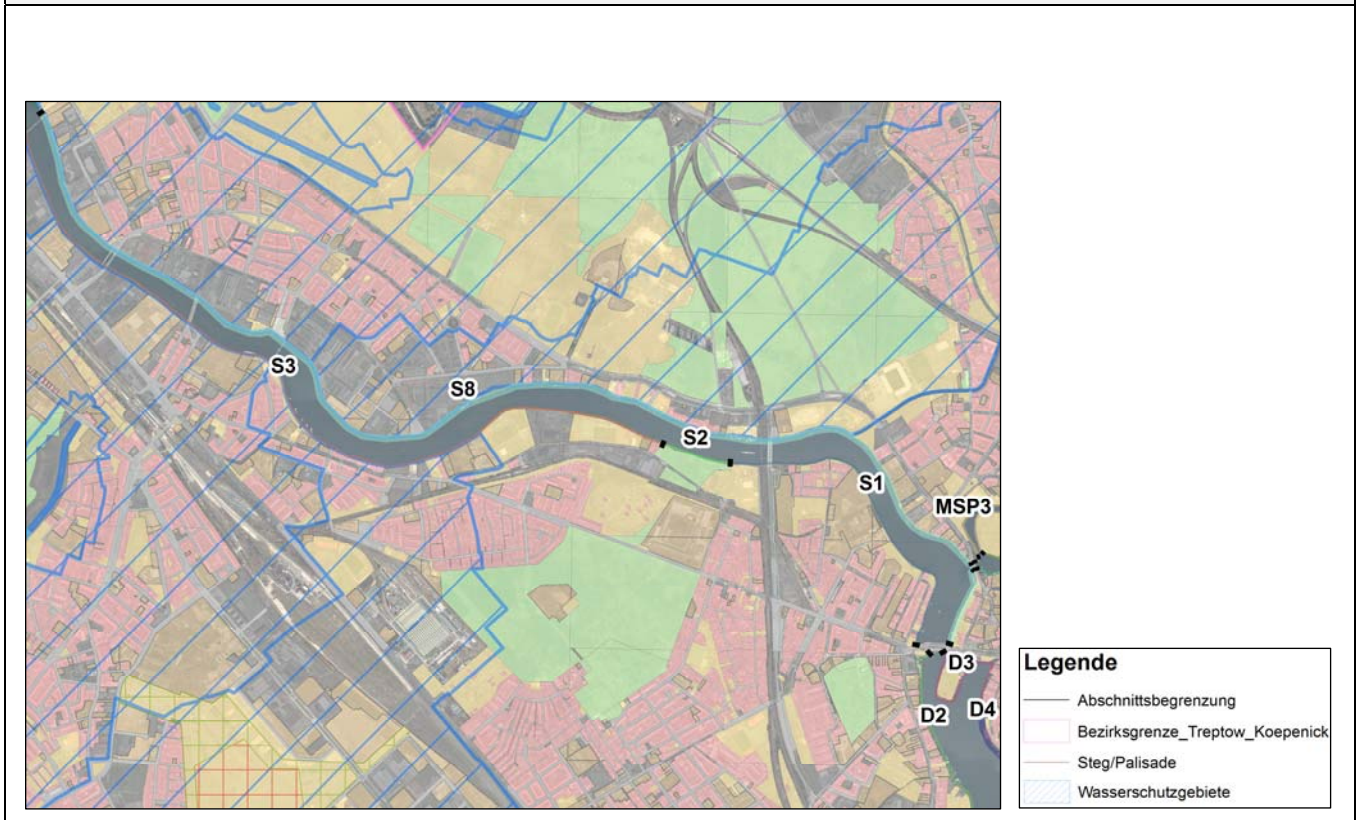 S3
S8
S2
S1
MSP3
D3
D2
D4
Legende
Abschnittsbegrenzung
Bezirksgrenze_Treptow_Koepenick
Steg/Palisade
Wasserschutzgebiete